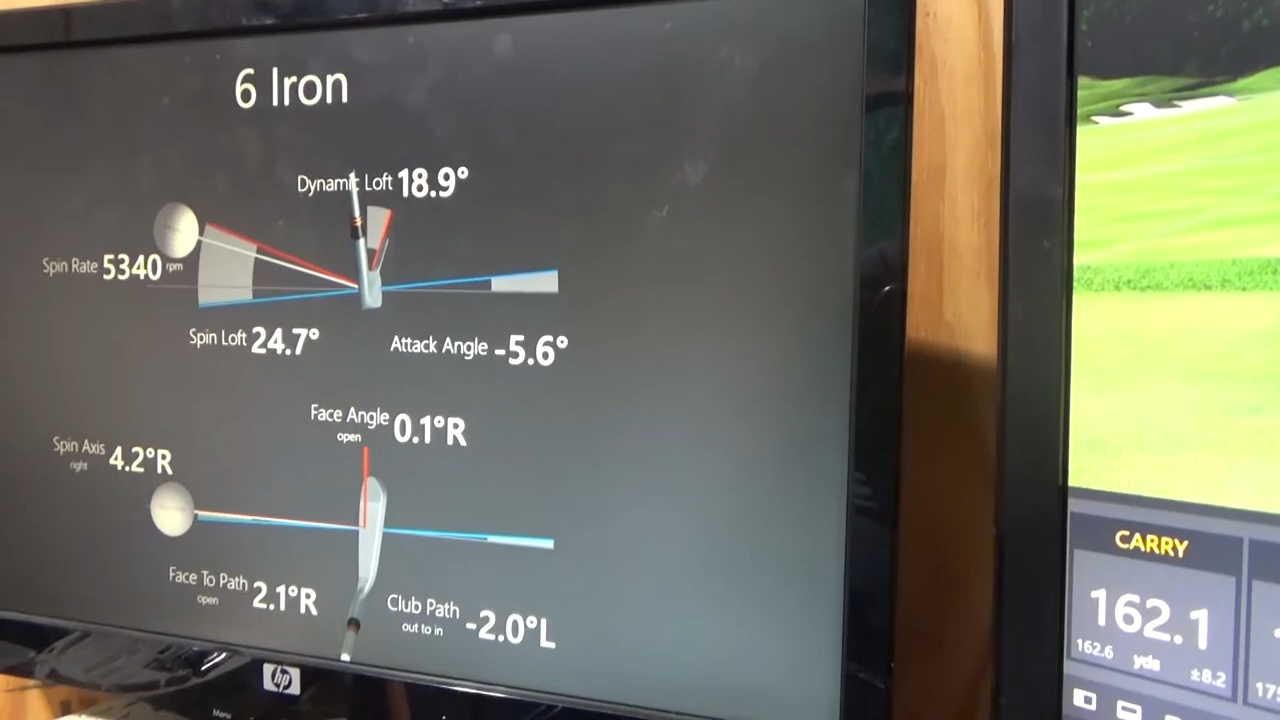 6 Iron
Dynamic Loft 18.9°
Spin Rate 5340 rpm
Spin Loft 24.7°
Attack Angle -5.6°
Face Angle 0.1°R
open
Spin Axis 4.2°R
right
Face To Path 2.1°R
open
Club Path -2.0°L
out to in
hp
Menu
CARRY
162.1
162.6 yds ±8.2